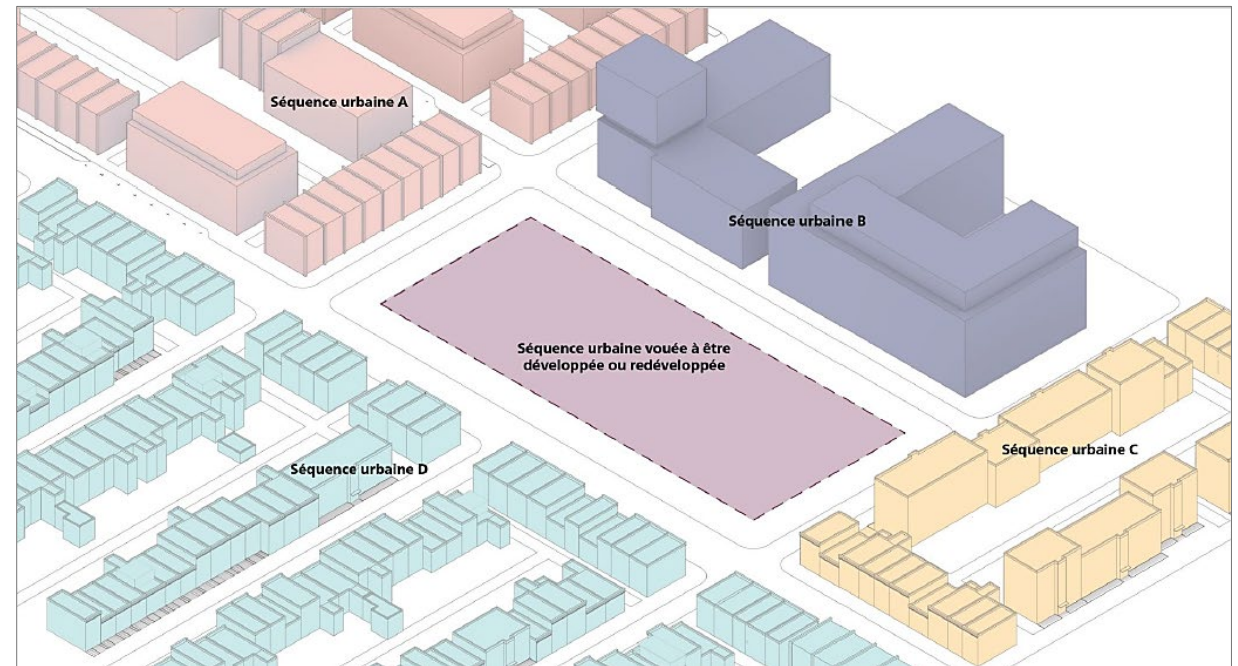 Séquence urbaine A
Séquence urbaine B
Séquence urbaine vouée à être
développée ou redéveloppée
Séquence urbaine C
Séquence urbaine D